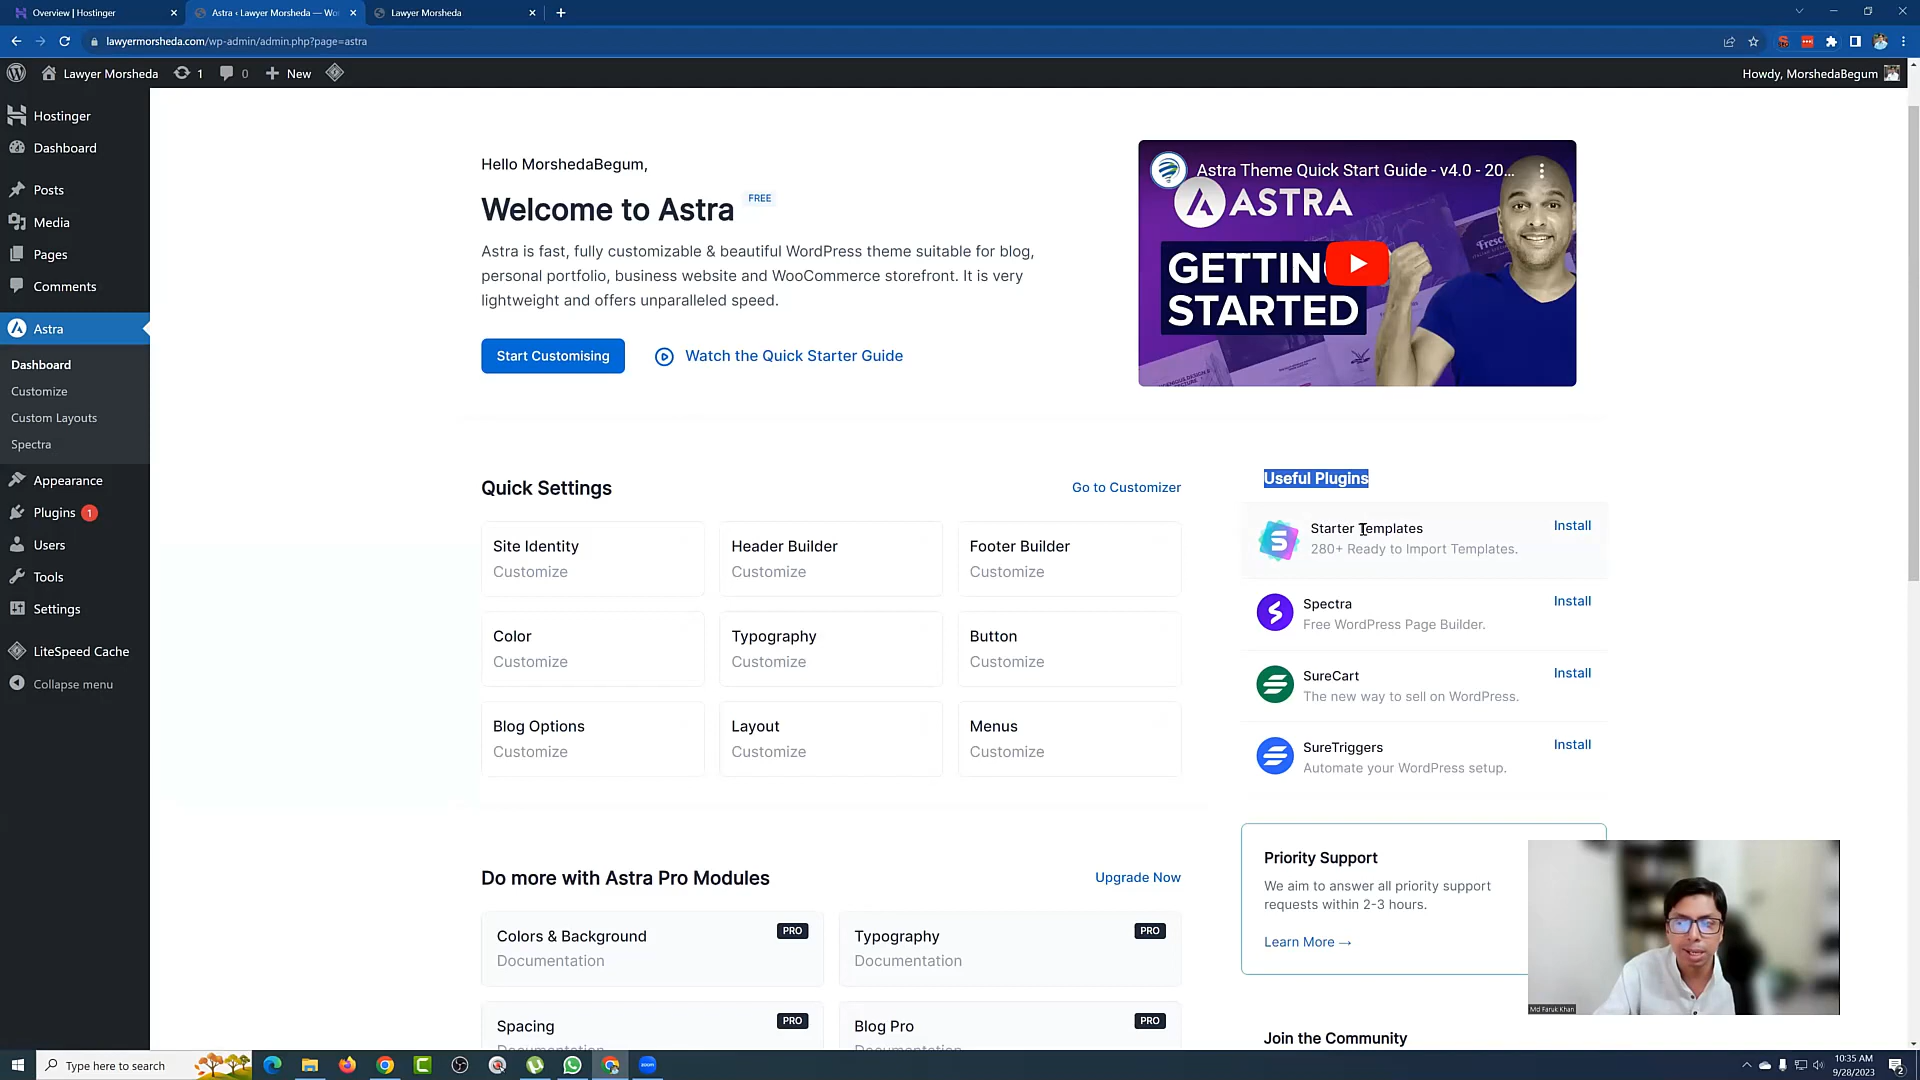 Overview | Hostinger
Astra ‹ Lawyer Morsheda — Wo
Lawyer Morsheda
lawyermorsheda.com/wp-admin/admin.php?page=astra
Lawyer Morsheda
1
0
New
Howdy, MorshedaBegum
Hostinger
Dashboard
Posts
Media
Pages
Comments
Astra
Dashboard
Customize
Custom Layouts
Spectra
Appearance
Plugins 1
Users
Tools
Settings
LiteSpeed Cache
Collapse menu
Hello MorshedaBegum,
Welcome to Astra FREE
Astra is fast, fully customizable & beautiful WordPress theme suitable for blog,
personal portfolio, business website and WooCommerce storefront. It is very
lightweight and offers unparalleled speed.
Start Customising
Watch the Quick Starter Guide
Astra Theme Quick Start Guide - v4.0 - 20...
ASTRA
GETTIN
STARTED
Quick Settings
Go to Customizer
Site Identity
Customize
Header Builder
Customize
Footer Builder
Customize
Color
Customize
Typography
Customize
Button
Customize
Blog Options
Customize
Layout
Customize
Menus
Customize
Useful Plugins
Starter Templates
Install
280+ Ready to Import Templates.
Spectra
Install
Free WordPress Page Builder.
SureCart
Install
The new way to sell on WordPress.
SureTriggers
Install
Automate your WordPress setup.
Do more with Astra Pro Modules
Upgrade Now
Colors & Background
PRO
Documentation
Typography
PRO
Documentation
Spacing
PRO
Documentation
Blog Pro
PRO
Documentation
Priority Support
We aim to answer all priority support
requests within 2-3 hours.
Learn More →
Join the Community
Md Faruk Khan
Type here to search
zoom
10:35 AM
9/28/2023
2